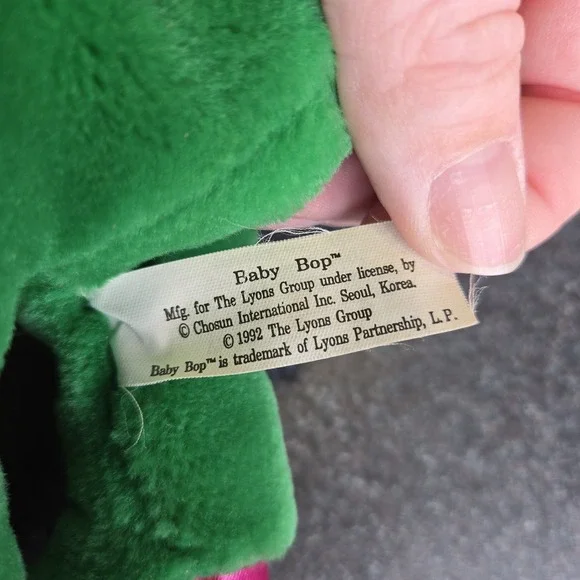 Baby Bop™
Mfg. for The Lyons Group under license, by
© Chosun International Inc. Seoul, Korea.
© 1992 The Lyons Group
Baby Bop™ is trademark of Lyons Partnership, L.P.